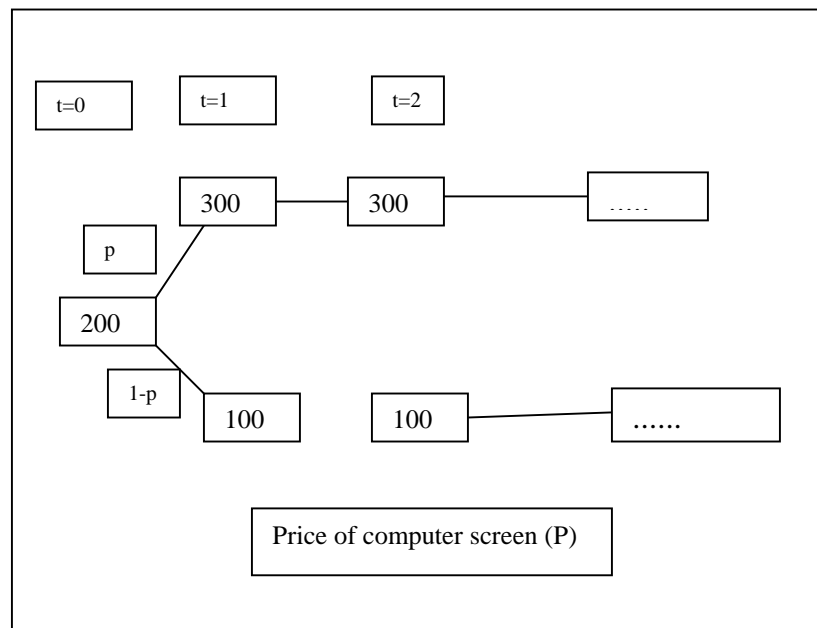 t=0
t=1
t=2
300
300
.....
p
200
1-p
100
100
......
Price of computer screen (P)